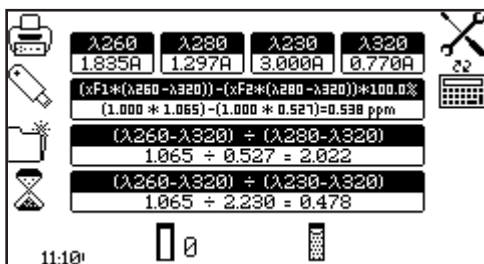 λ260 λ280 λ230 λ320
1.835A 1.297A 3.000A 0.770A
(xF1*(λ260-λ320))-(xF2*(λ280-λ320))*100.0%
(1.000 * 1.065)-(1.000 * 0.527)=0.538 ppm
(λ260-λ320) ÷ (λ280-λ320)
1.065 ÷ 0.527 = 2.022
(λ260-λ320) ÷ (λ230-λ320)
1.065 ÷ 2.230 = 0.478
0
11:10